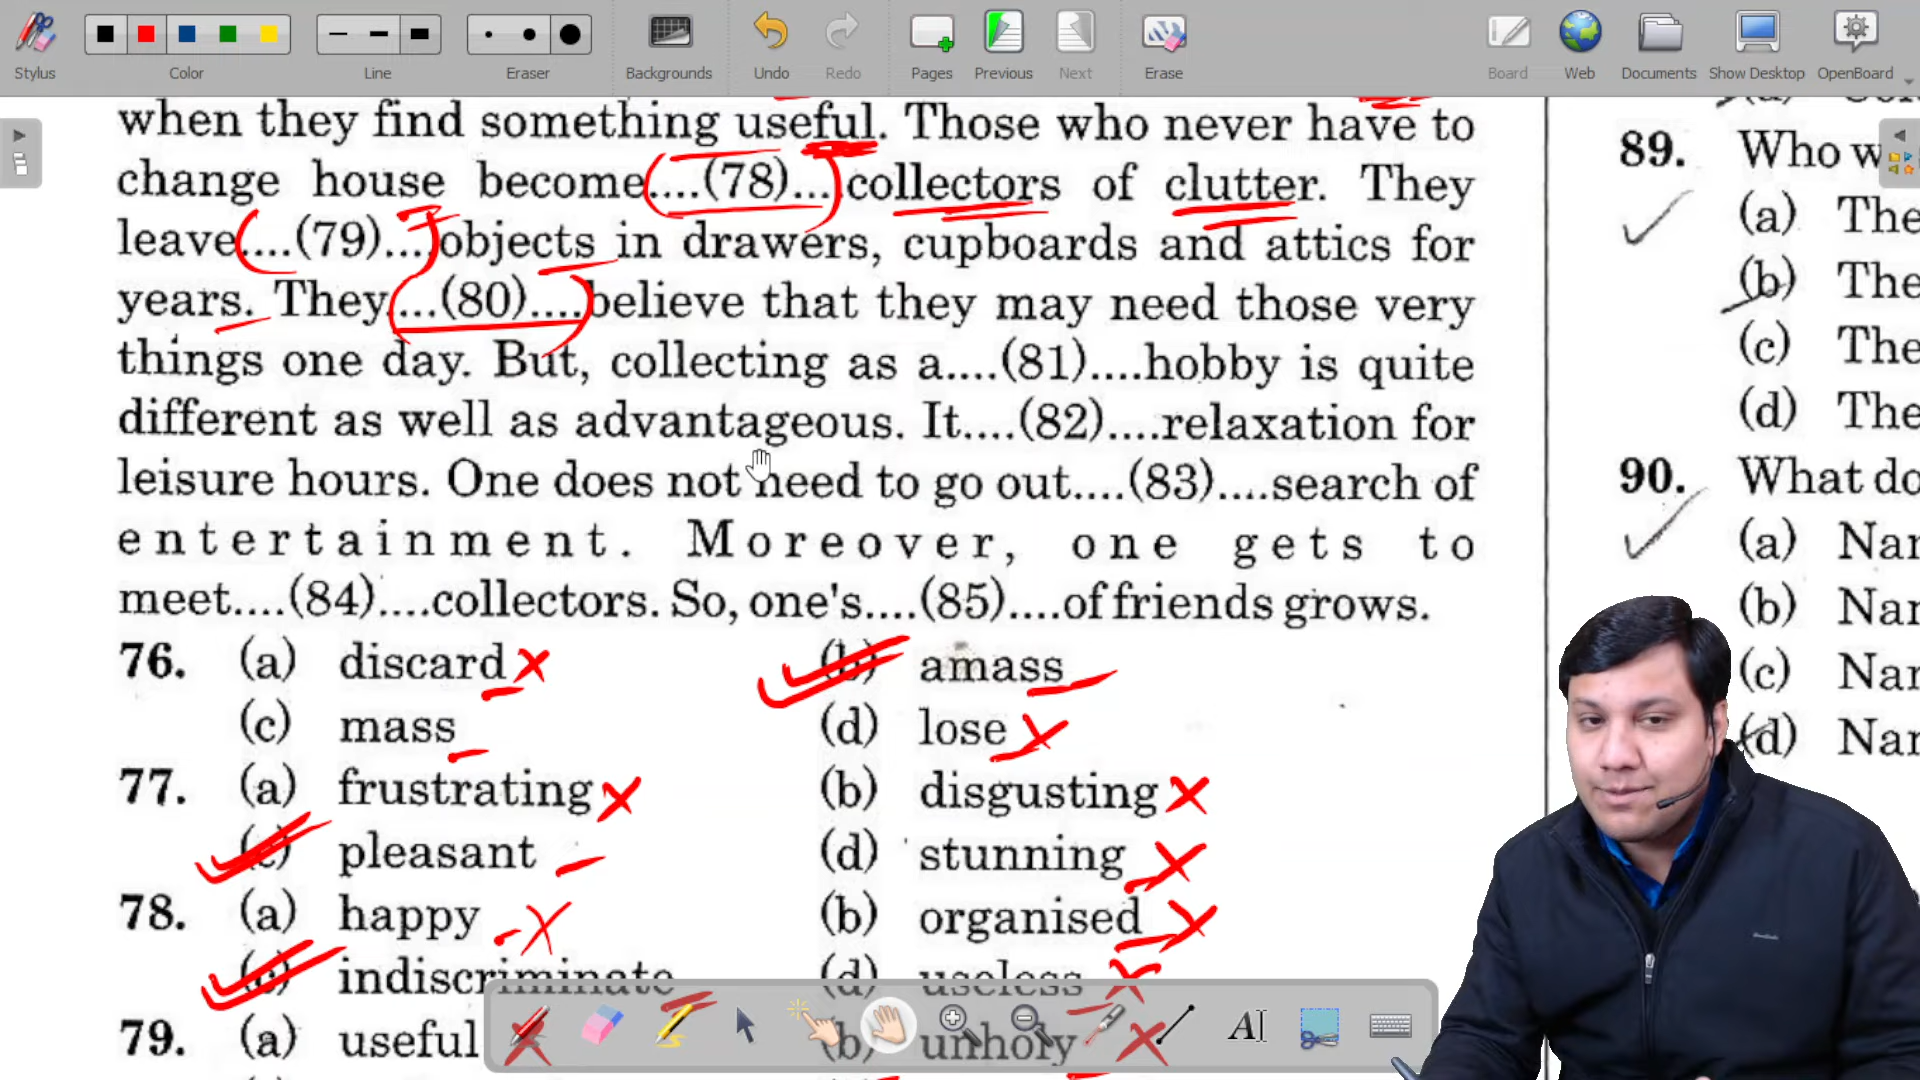 Stylus Color Line Eraser Backgrounds Undo Redo Pages Previous Next Erase Board Web Documents Show Desktop OpenBoard
when they find something useful. Those who never have to
change house become....(78)....collectors of clutter. They
leave....(79)....objects in drawers, cupboards and attics for
years. They...(80)....believe that they may need those very
things one day. But, collecting as a....(81)....hobby is quite
different as well as advantageous. It....(82)....relaxation for
leisure hours. One does not need to go out....(83)....search of
entertainment. Moreover, one gets to
meet....(84)....collectors. So, one's....(85)....of friends grows.
76. (a) discard (b) amass
(c) mass (d) lose
77. (a) frustrating (b) disgusting
(c) pleasant (d) stunning
78. (a) happy (b) organised
(c) indiscriminate (d) useless
79. (a) useful (b) unholy
89. Who w
(a) The
(b) The
(c) The
(d) The
90. What do
(a) Nar
(b) Nar
(c) Nar
(d) Nar